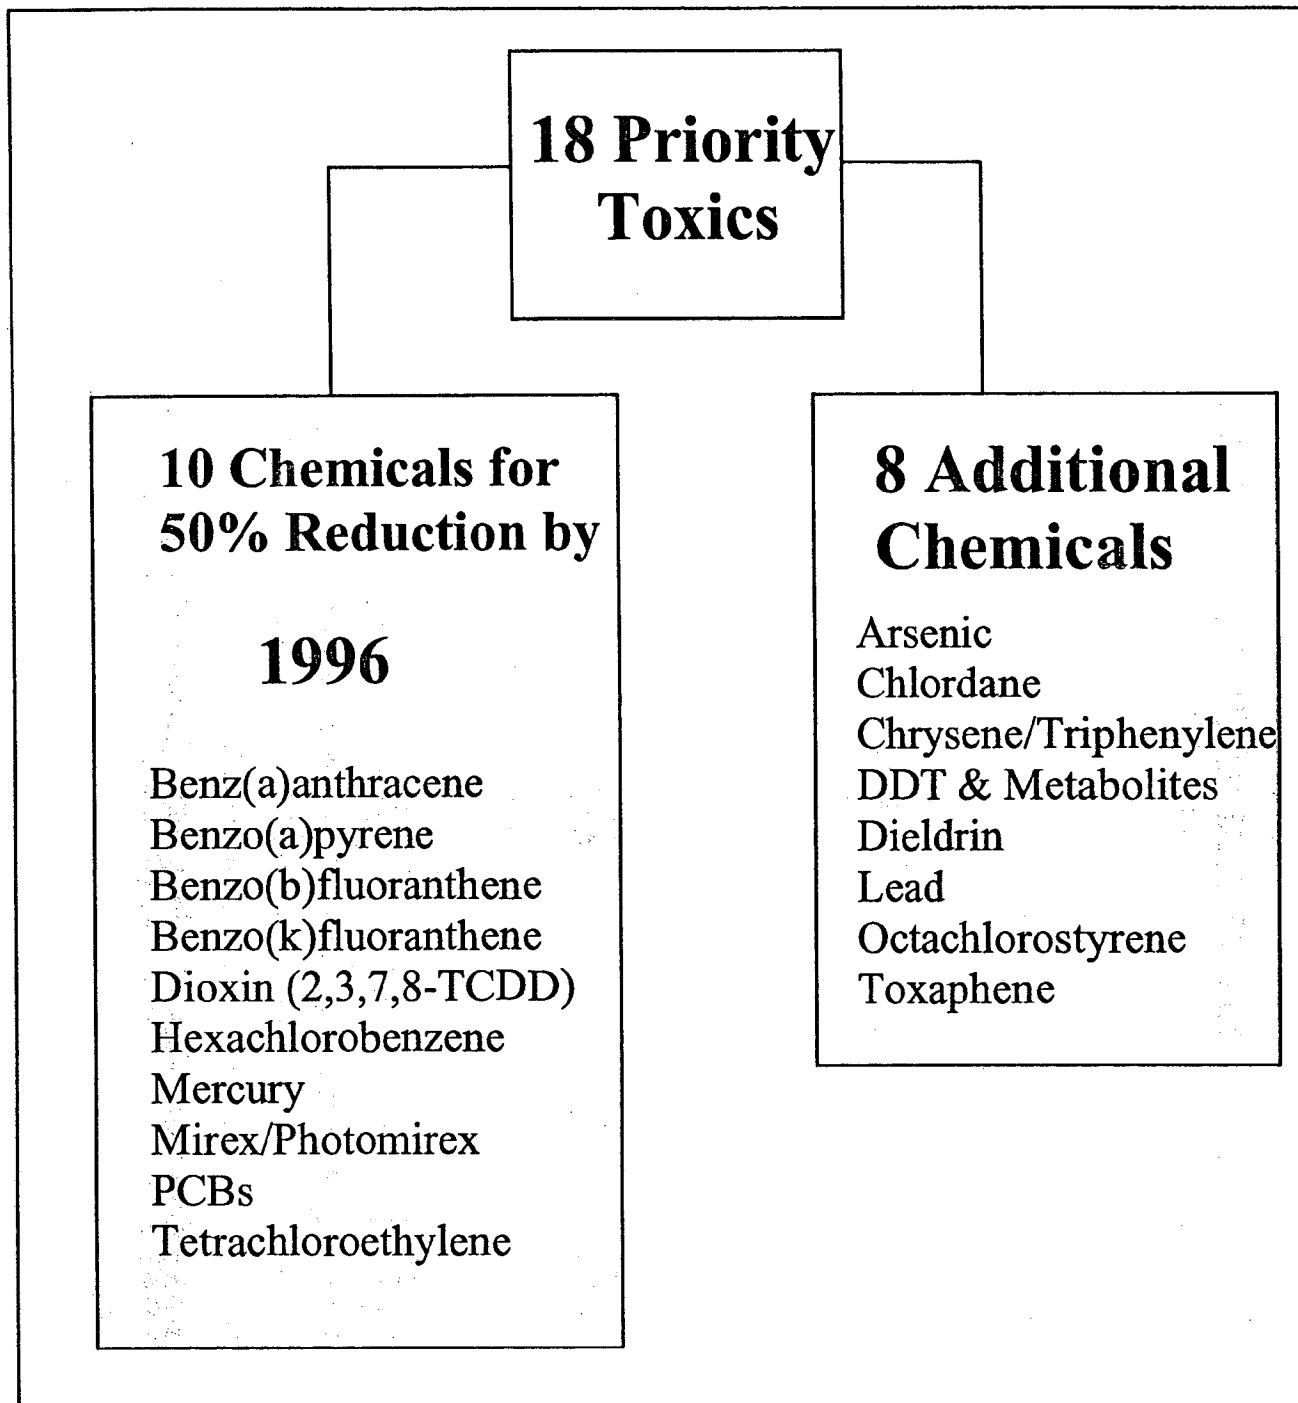 18 Priority
Toxics
10 Chemicals for
50% Reduction by
1996
Benz(a)anthracene
Benzo(a)pyrene
Benzo(b)fluoranthene
Benzo(k)fluoranthene
Dioxin (2,3,7,8-TCDD)
Hexachlorobenzene
Mercury
Mirex/Photomirex
PCBs
Tetrachloroethylene
8 Additional
Chemicals
Arsenic
Chlordane
Chrysene/Triphenylene
DDT & Metabolites
Dieldrin
Lead
Octachlorostyrene
Toxaphene